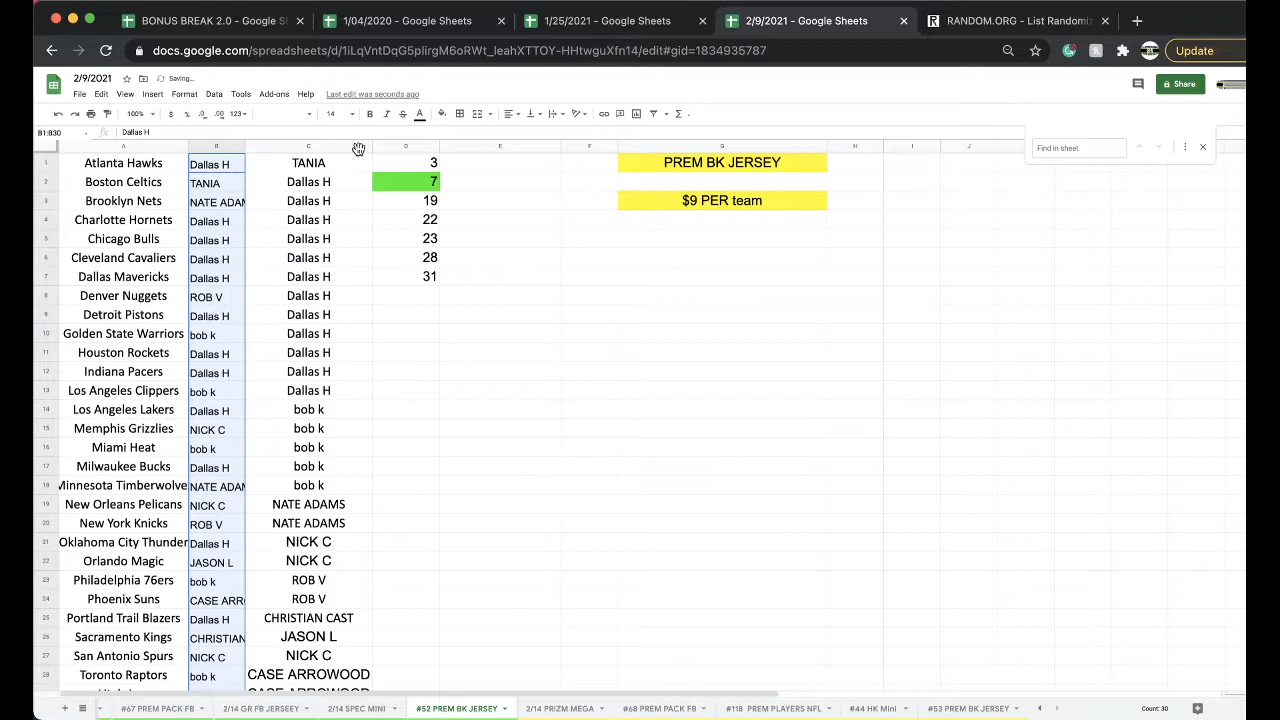 BONUS BREAK 2.0 - Google S
1/04/2020 - Google Sheets
1/25/2021 - Google Sheets
2/9/2021 - Google Sheets
RANDOM.ORG - List Randomiz
docs.google.com/spreadsheets/d/1iLqVntDqG5plirgM6oRWt_leahXTTOY-HHtwguXfn14/edit#gid=1834935787
Update
2/9/2021
Saving...
File Edit View Insert Format Data Tools Add-ons Help Last edit was seconds ago
Share
100% $ % .0 .00 123 14 B I S A
B1:B30 fx Dallas H
Find in sheet
A B C D E F G H I J
1 Atlanta Hawks Dallas H TANIA 3 PREM BK JERSEY
2 Boston Celtics TANIA Dallas H 7
3 Brooklyn Nets NATE ADAM Dallas H 19 $9 PER team
4 Charlotte Hornets Dallas H Dallas H 22
5 Chicago Bulls Dallas H Dallas H 23
6 Cleveland Cavaliers Dallas H Dallas H 28
7 Dallas Mavericks Dallas H Dallas H 31
8 Denver Nuggets ROB V Dallas H
9 Detroit Pistons Dallas H Dallas H
10 Golden State Warriors bob k Dallas H
11 Houston Rockets Dallas H Dallas H
12 Indiana Pacers Dallas H Dallas H
13 Los Angeles Clippers bob k Dallas H
14 Los Angeles Lakers Dallas H bob k
15 Memphis Grizzlies NICK C bob k
16 Miami Heat bob k bob k
17 Milwaukee Bucks Dallas H bob k
18 Minnesota Timberwolve NATE ADAM bob k
19 New Orleans Pelicans NICK C NATE ADAMS
20 New York Knicks ROB V NATE ADAMS
21 Oklahoma City Thunder Dallas H NICK C
22 Orlando Magic JASON L NICK C
23 Philadelphia 76ers bob k ROB V
24 Phoenix Suns CASE ARR ROB V
25 Portland Trail Blazers Dallas H CHRISTIAN CAST
26 Sacramento Kings CHRISTIAN JASON L
27 San Antonio Spurs NICK C NICK C
28 Toronto Raptors bob k CASE ARROWOOD
#67 PREM PACK FB 2/14 GR FB JERSEEY 2/14 SPEC MINI #52 PREM BK JERSEY 2/14 PRIZM MEGA #68 PREM PACK FB #118 PREM PLAYERS NFL #44 HK Mini #53 PREM BK JERSEY Count: 30